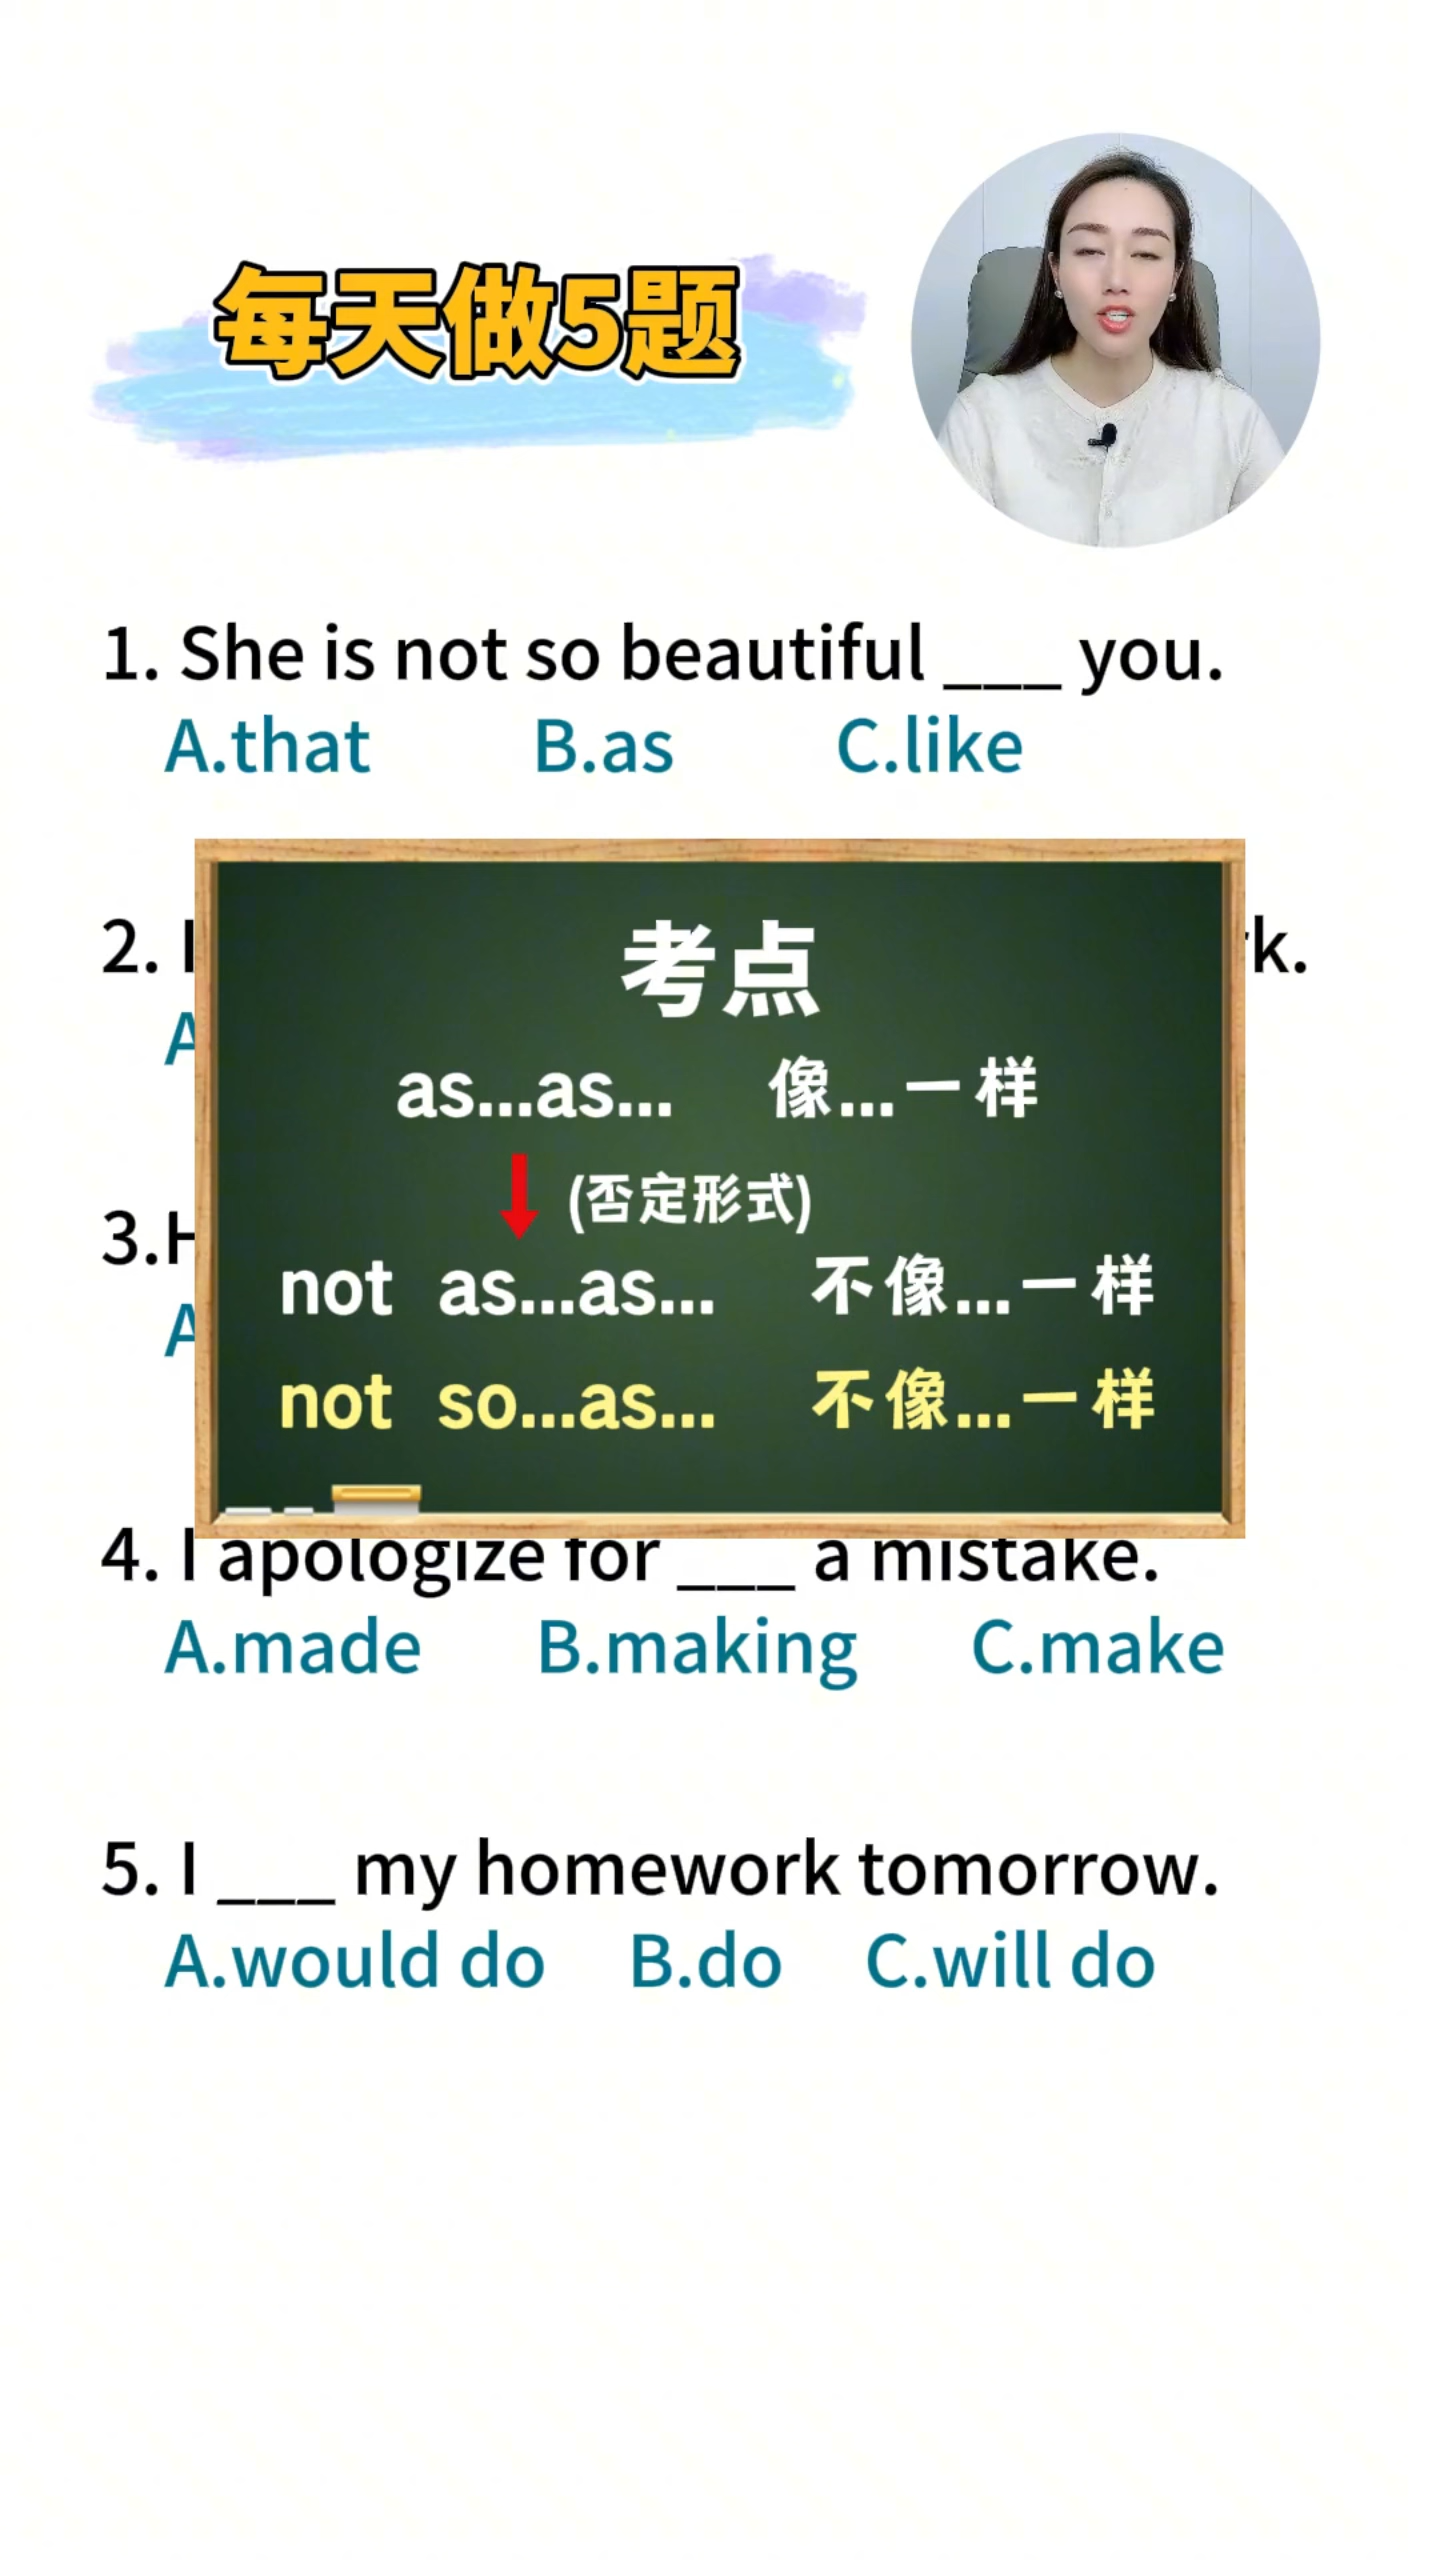 每天做5题
1. She is not so beautiful ___ you.
A.that B.as C.like
2. I
k.
A
考点
as...as... 像...一样
(否定形式)
not as...as... 不像...一样
not so...as... 不像...一样
3.H
A
4. I apologize for ___ a mistake.
A.made B.making C.make
5. I ___ my homework tomorrow.
A.would do B.do C.will do